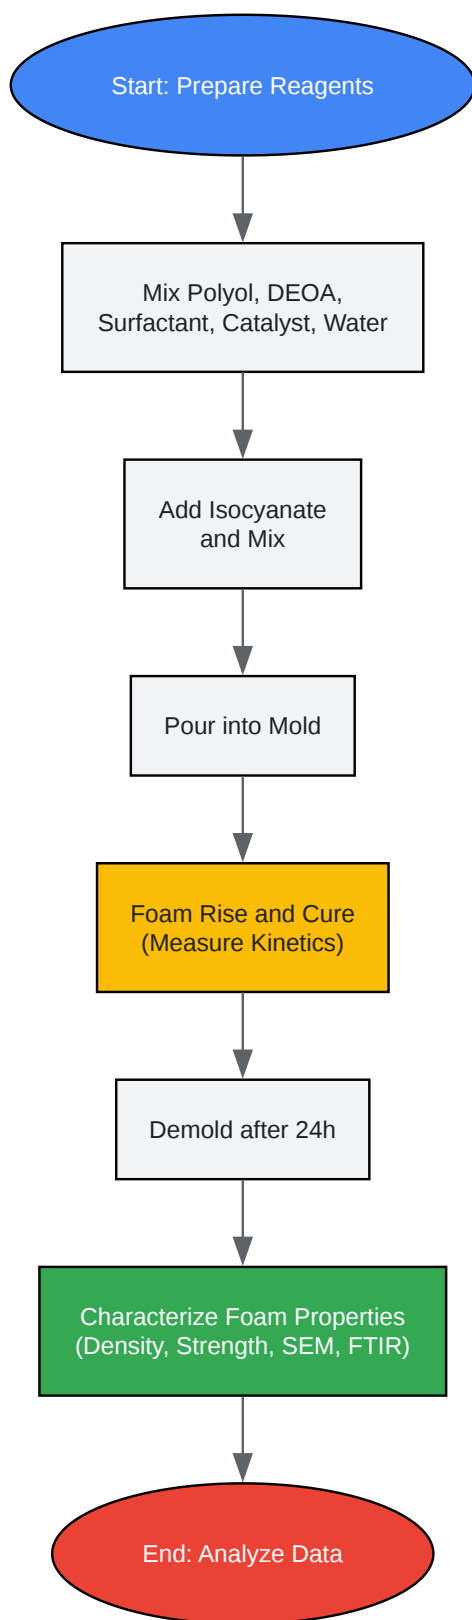 Start: Prepare Reagents
Mix Polyol, DEOA,
Surfactant, Catalyst, Water
Add Isocyanate
and Mix
Pour into Mold
Foam Rise and Cure
(Measure Kinetics)
Demold after 24h
Characterize Foam Properties
(Density, Strength, SEM, FTIR)
End: Analyze Data